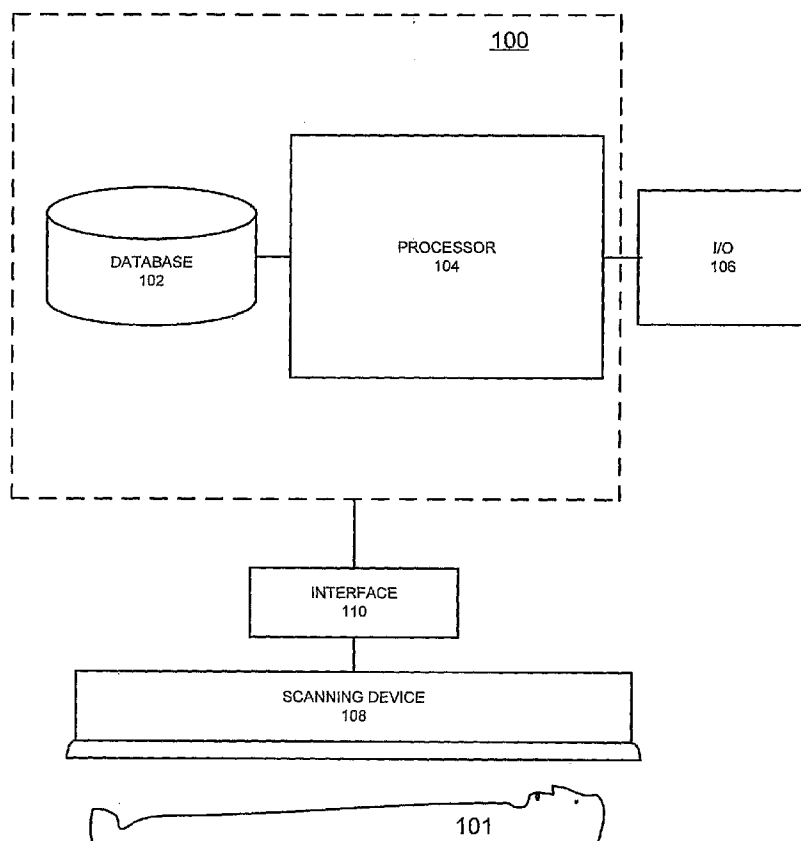 100
DATABASE
102
PROCESSOR
104
I/O
106
INTERFACE
110
SCANNING DEVICE
108
101